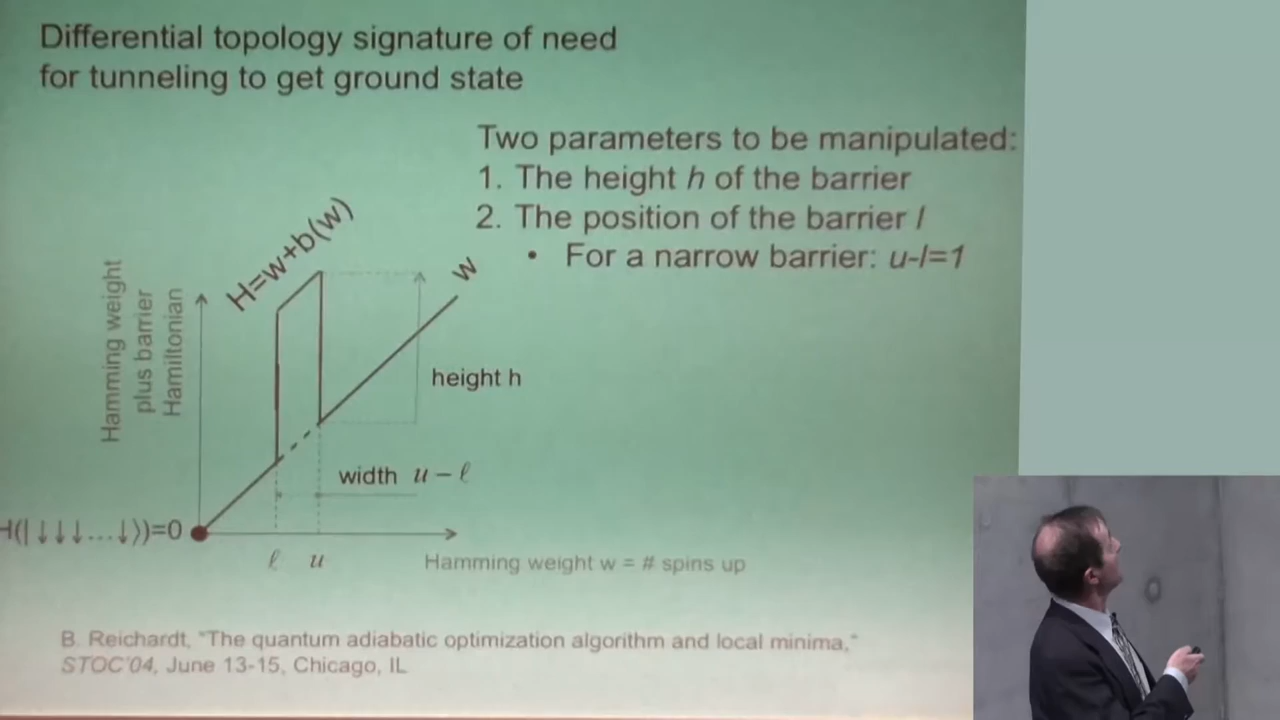 Differential topology signature of need
for tunneling to get ground state
Two parameters to be manipulated:
1. The height h of the barrier
2. The position of the barrier l
• For a narrow barrier: u-l=1
H=w+b(w)
w
Hamming weight
plus barrier
Hamiltonian
height h
width u − ℓ
H(|↓↓↓...↓⟩)=0
ℓ
u
Hamming weight w = # spins up
B. Reichardt, "The quantum adiabatic optimization algorithm and local minima,"
STOC'04, June 13-15, Chicago, IL